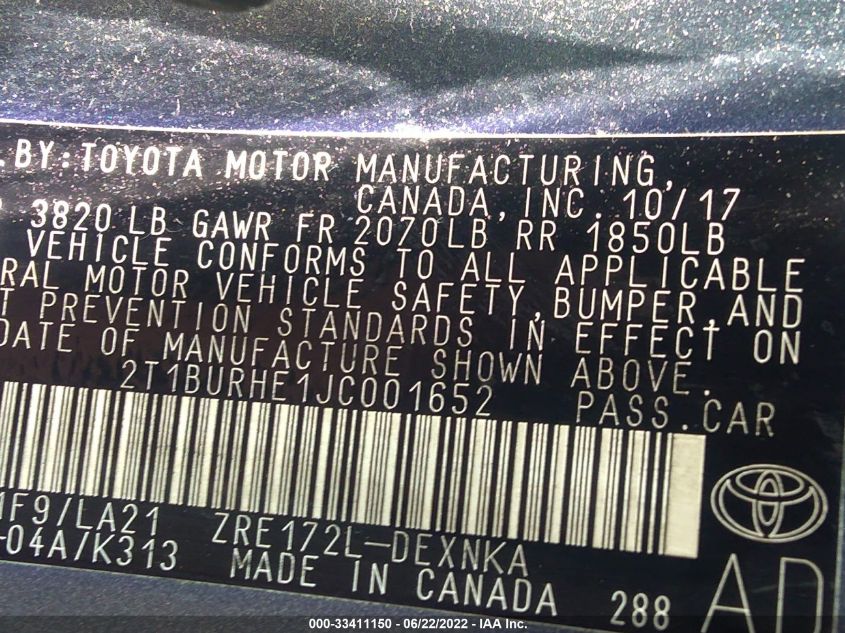 .BY:TOYOTA MOTOR MANUFACTURING,
CANADA, INC. 10/17
3820 LB GAWR FR 2070LB RR 1850LB
VEHICLE CONFORMS TO ALL APPLICABLE
RAL MOTOR VEHICLE SAFETY, BUMPER, AND
T PREVENTION STANDARDS IN EFFECT ON
DATE OF MANUFACTURE SHOWN ABOVE.
2T1BURHE1JC001652 PASS.CAR
1F9/LA21 ZRE172L-DEXNKA
-04A/K313 MADE IN CANADA 288 AD
000-33411150 - 06/22/2022 - IAA Inc.